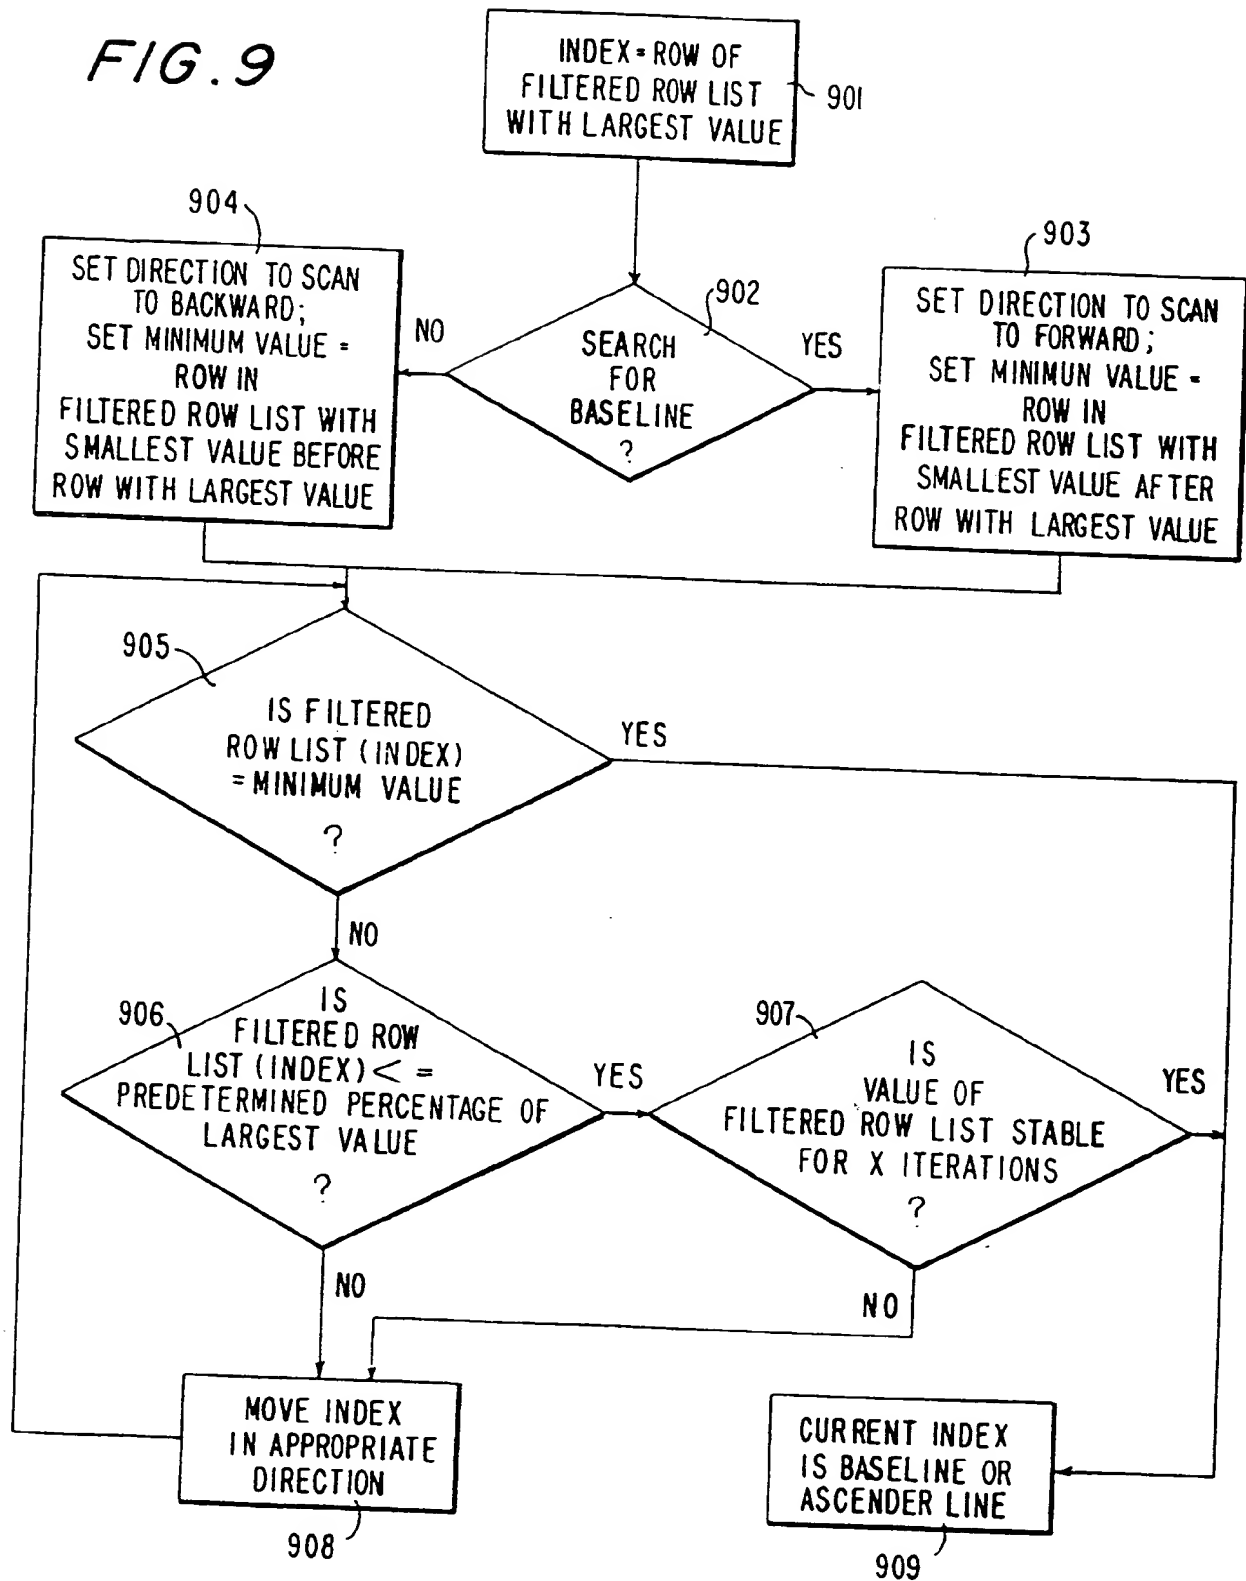 FIG. 9
INDEX = ROW OF
FILTERED ROW LIST
WITH LARGEST VALUE
901
904
SET DIRECTION TO SCAN
TO BACKWARD;
SET MINIMUM VALUE =
ROW IN
FILTERED ROW LIST WITH
SMALLEST VALUE BEFORE
ROW WITH LARGEST VALUE
NO
902
SEARCH
FOR
BASELINE
?
YES
903
SET DIRECTION TO SCAN
TO FORWARD;
SET MINIMUN VALUE =
ROW IN
FILTERED ROW LIST WITH
SMALLEST VALUE AFTER
ROW WITH LARGEST VALUE
905
IS FILTERED
ROW LIST (INDEX)
= MINIMUM VALUE
?
YES
NO
906
IS
FILTERED ROW
LIST (INDEX) < =
PREDETERMINED PERCENTAGE OF
LARGEST VALUE
?
YES
NO
907
IS
VALUE OF
FILTERED ROW LIST STABLE
FOR X ITERATIONS
?
YES
NO
MOVE INDEX
IN APPROPRIATE
DIRECTION
908
CURRENT INDEX
IS BASELINE OR
ASCENDER LINE
909